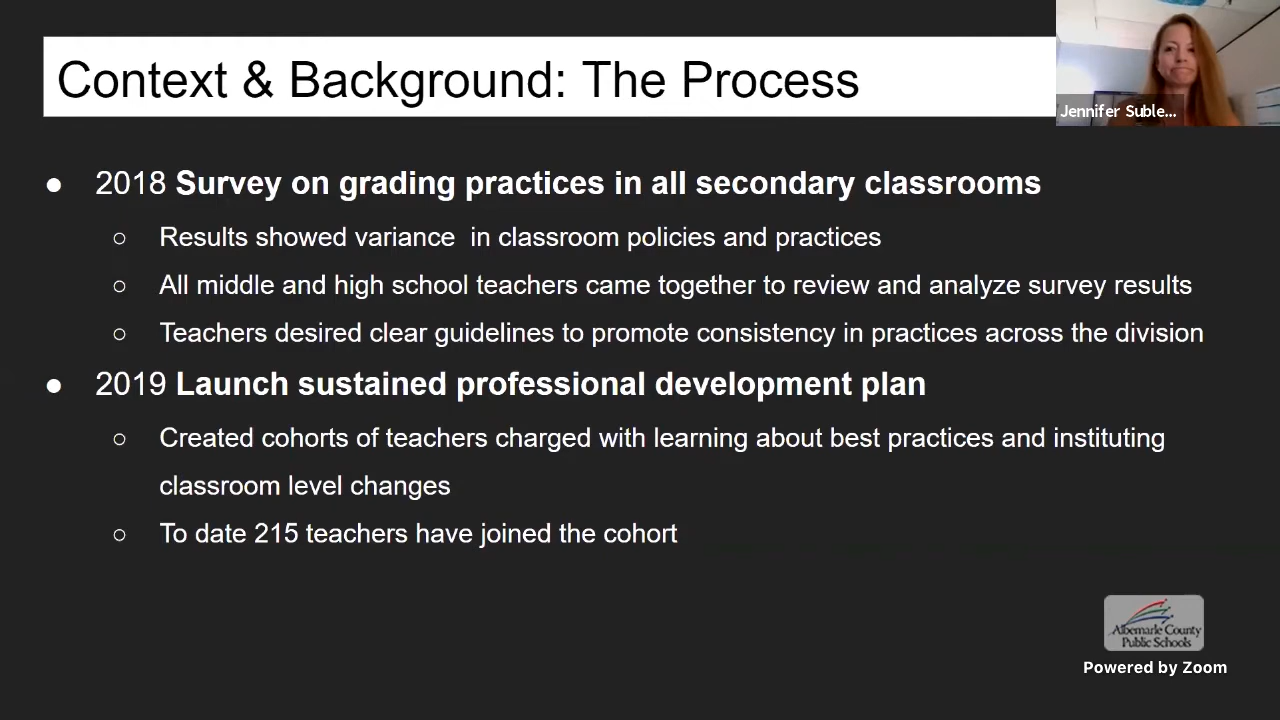 Context & Background: The Process
Jennifer Suble...
● 2018 Survey on grading practices in all secondary classrooms
○ Results showed variance  in classroom policies and practices
○ All middle and high school teachers came together to review and analyze survey results
○ Teachers desired clear guidelines to promote consistency in practices across the division
● 2019 Launch sustained professional development plan
○ Created cohorts of teachers charged with learning about best practices and instituting
classroom level changes
○ To date 215 teachers have joined the cohort
Albemarle County
Public Schools
Powered by Zoom